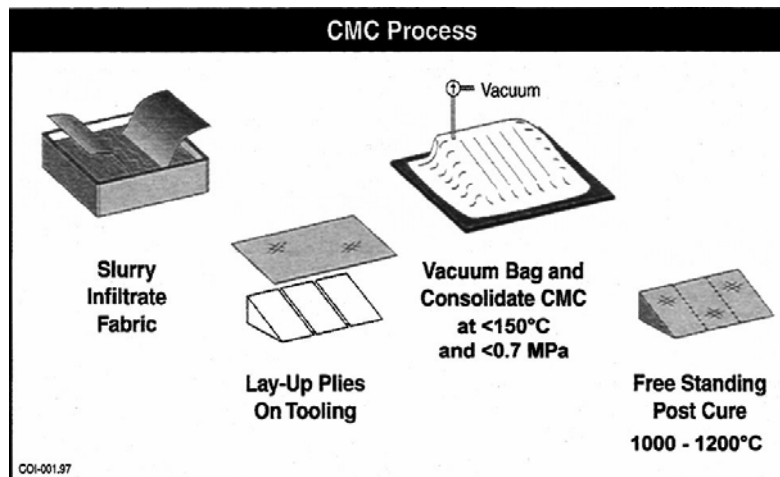 CMC Process
Vacuum
Slurry
Infiltrate
Fabric
Lay-Up Plies
On Tooling
Vacuum Bag and
Consolidate CMC
at <150°C
and <0.7 MPa
Free Standing
Post Cure
1000 - 1200°C
COI-001.97